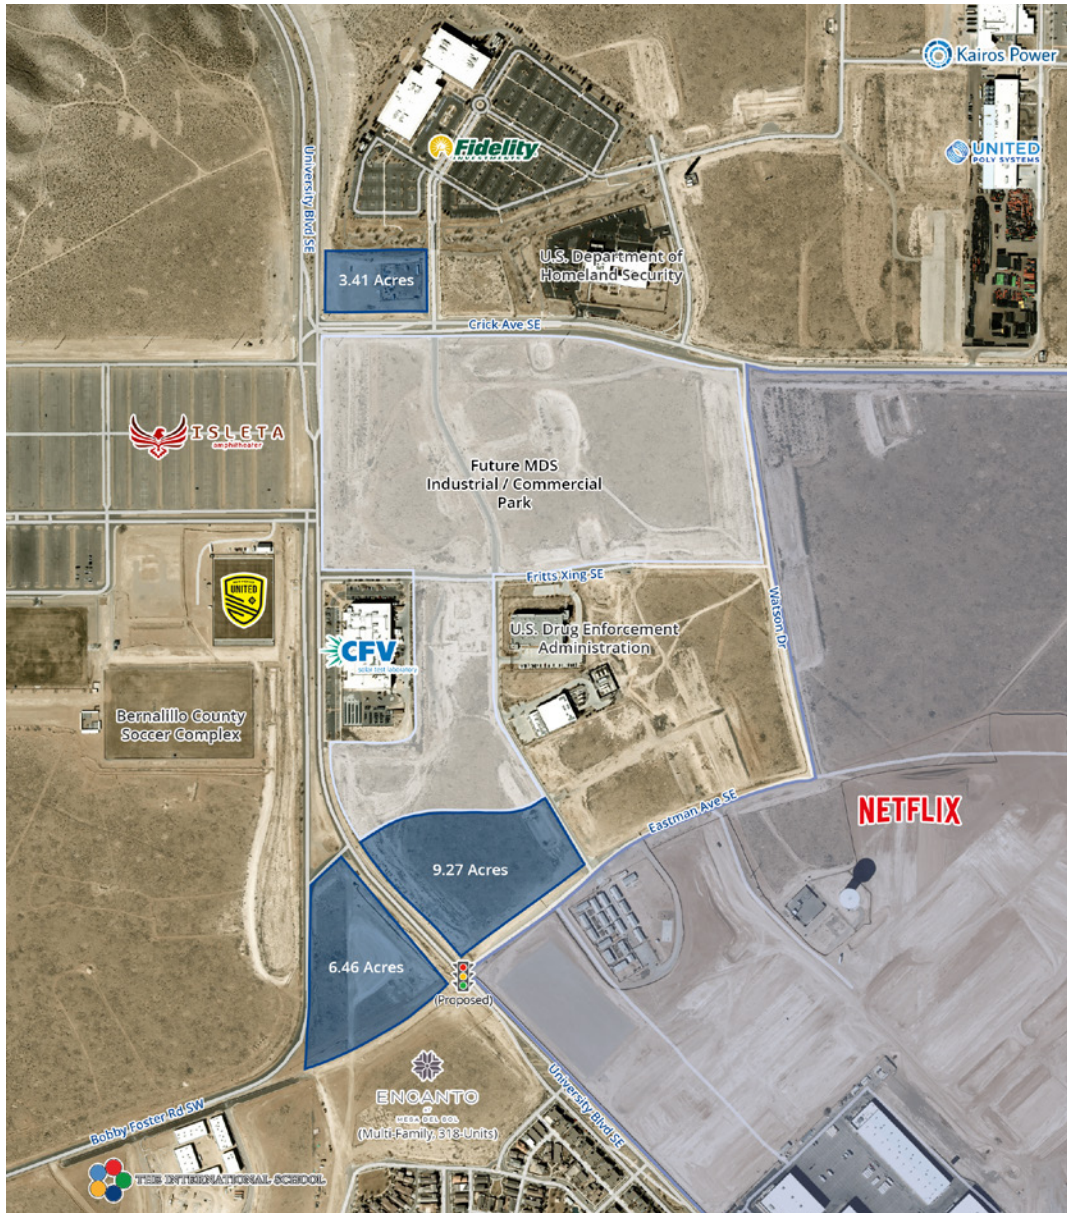 Kairos Power
Fidelity
INVESTMENTS
UNITED
POLY SYSTEMS
University Blvd SE
U.S. Department of
Homeland Security
3.41 Acres
Crick Ave SE
ISLETA
amphitheater
Future MDS
Industrial / Commercial
Park
Fritts Xing SE
UNITED
Watson Dr
U.S. Drug Enforcement
Administration
CFV
solar test laboratory
Bernalillo County
Soccer Complex
Eastman Ave SE
NETFLIX
9.27 Acres
6.46 Acres
(Proposed)
ENCANTO
AT
MESA DEL SOL
(Multi-Family, 318-Units)
University Blvd SE
Bobby Foster Rd SW
THE INTERNATIONAL SCHOOL